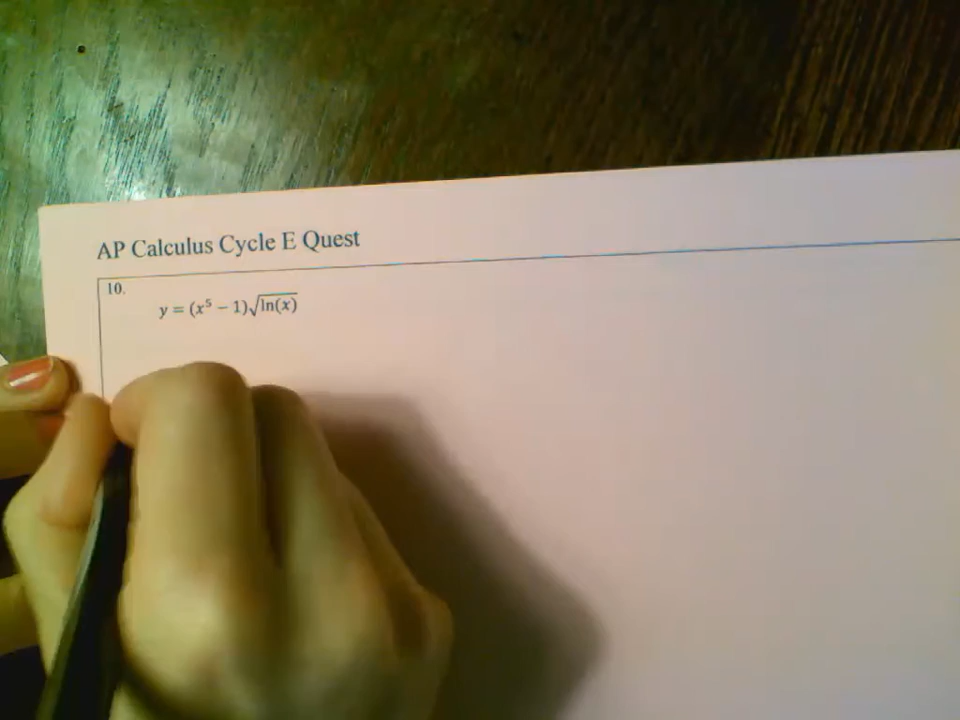 AP Calculus Cycle E Quest
10.
y = (x⁵ − 1)√ln(x)